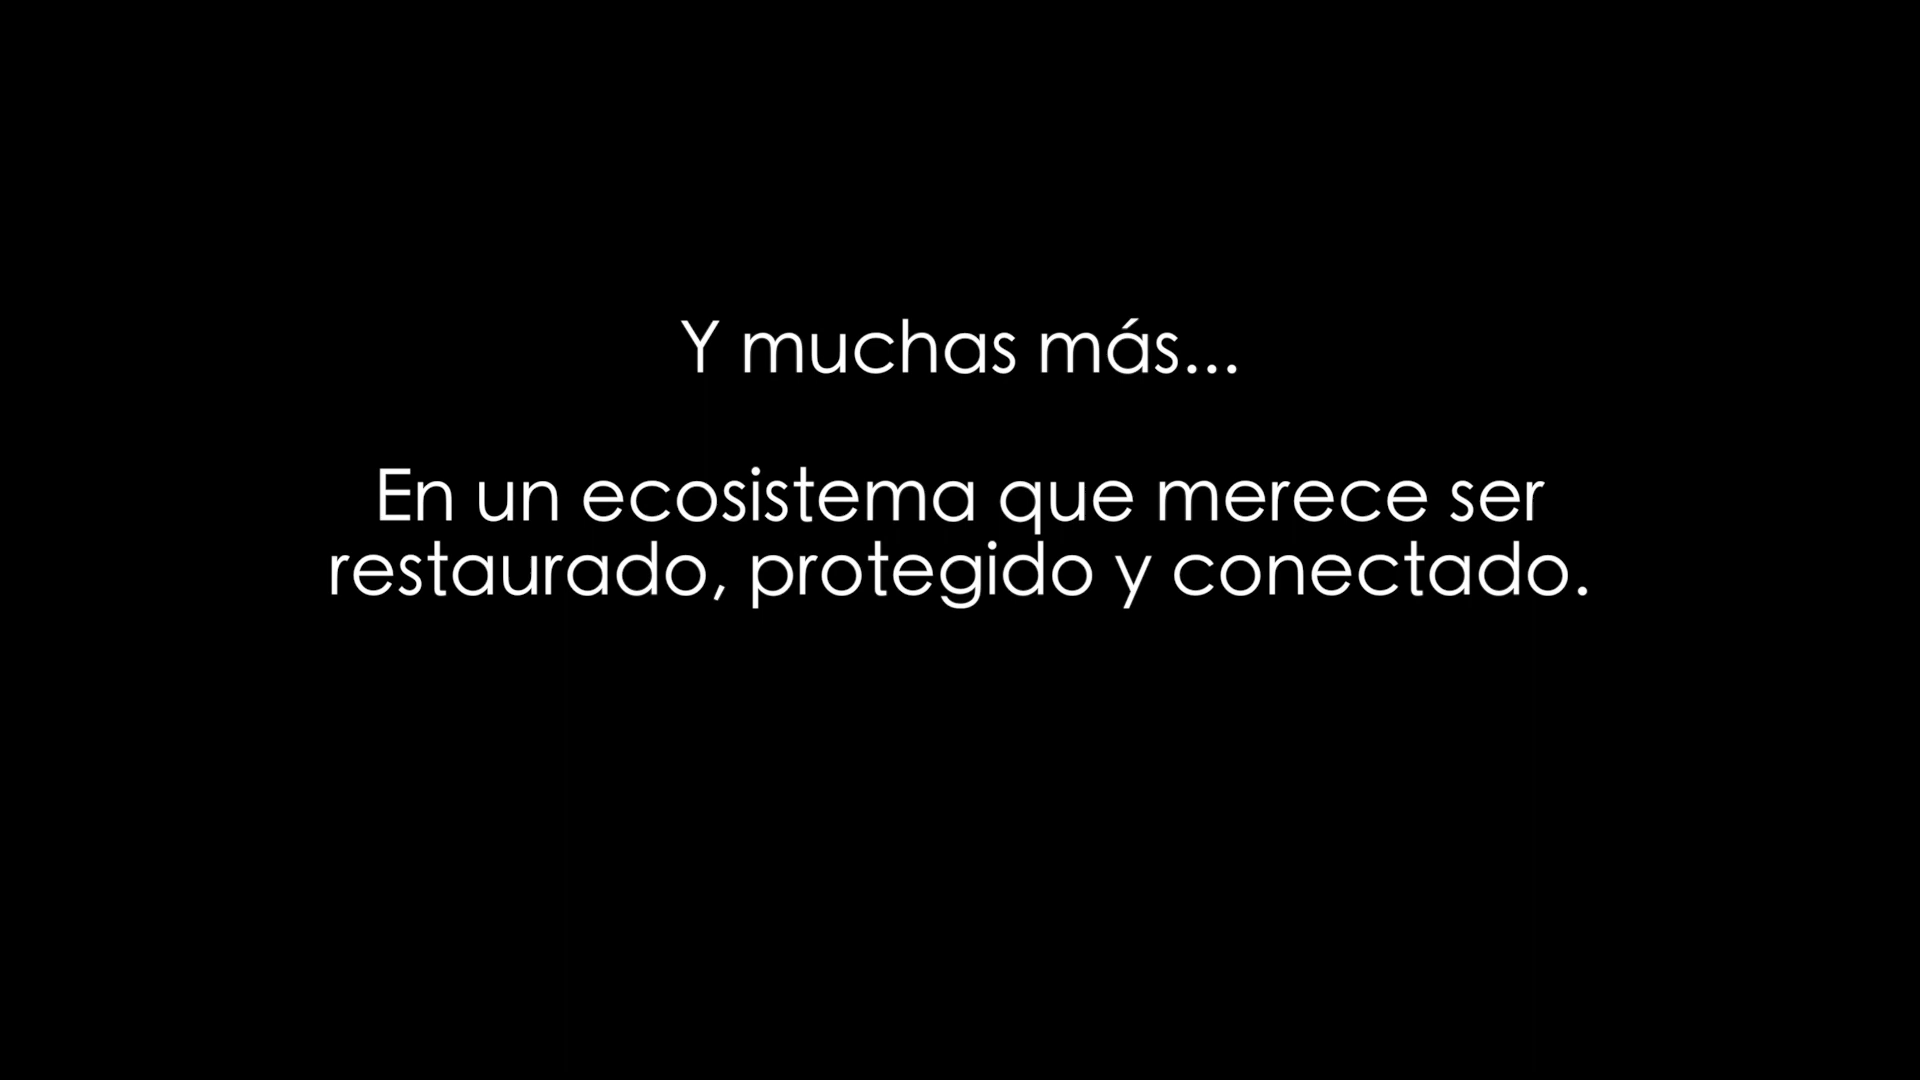 Y muchas más...
En un ecosistema que merece ser
restaurado, protegido y conectado.